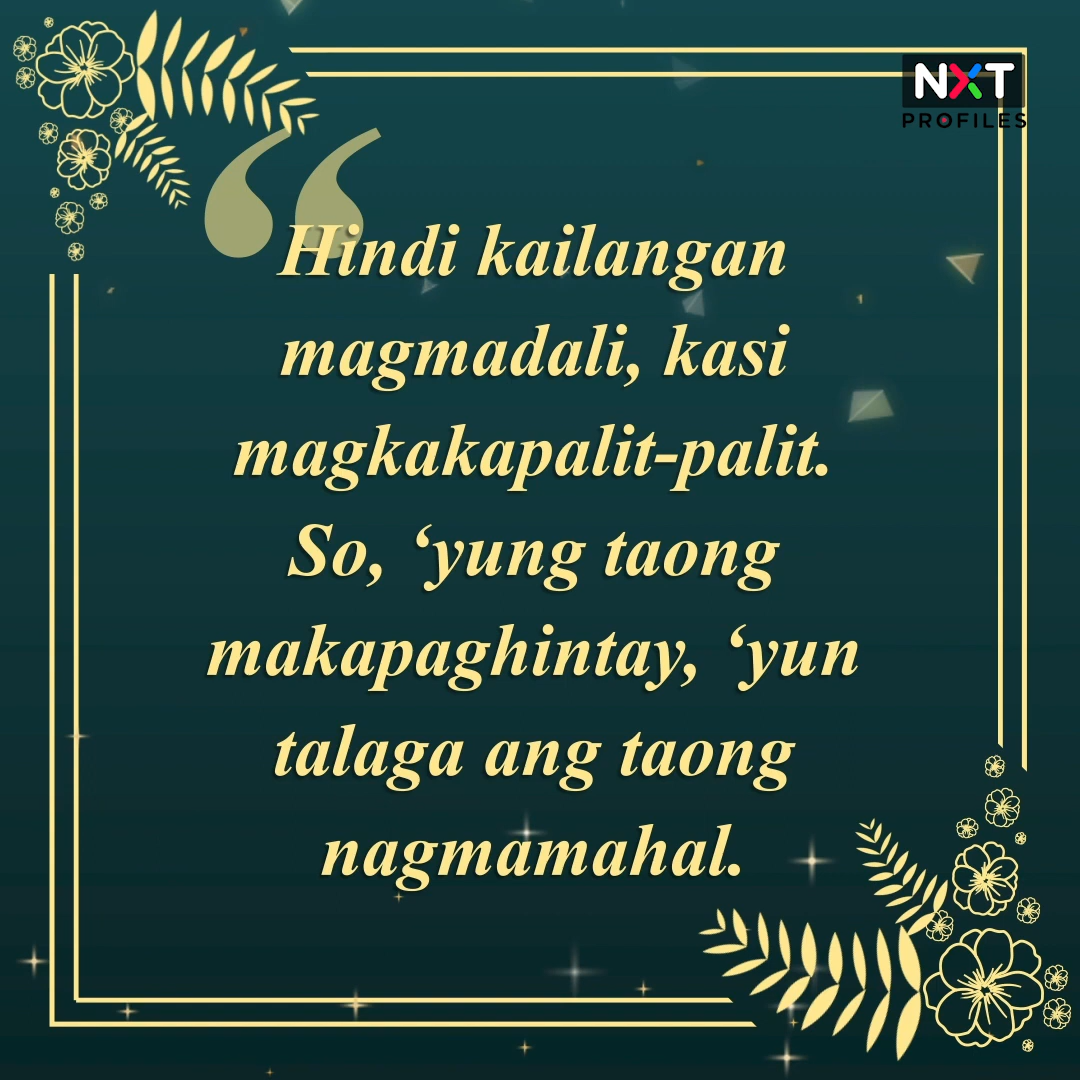 NXT
PROFILES
“
Hindi kailangan
magmadali, kasi
magkakapalit-palit.
So, ‘yung taong
makapaghintay, ‘yun
talaga ang taong
nagmamahal.